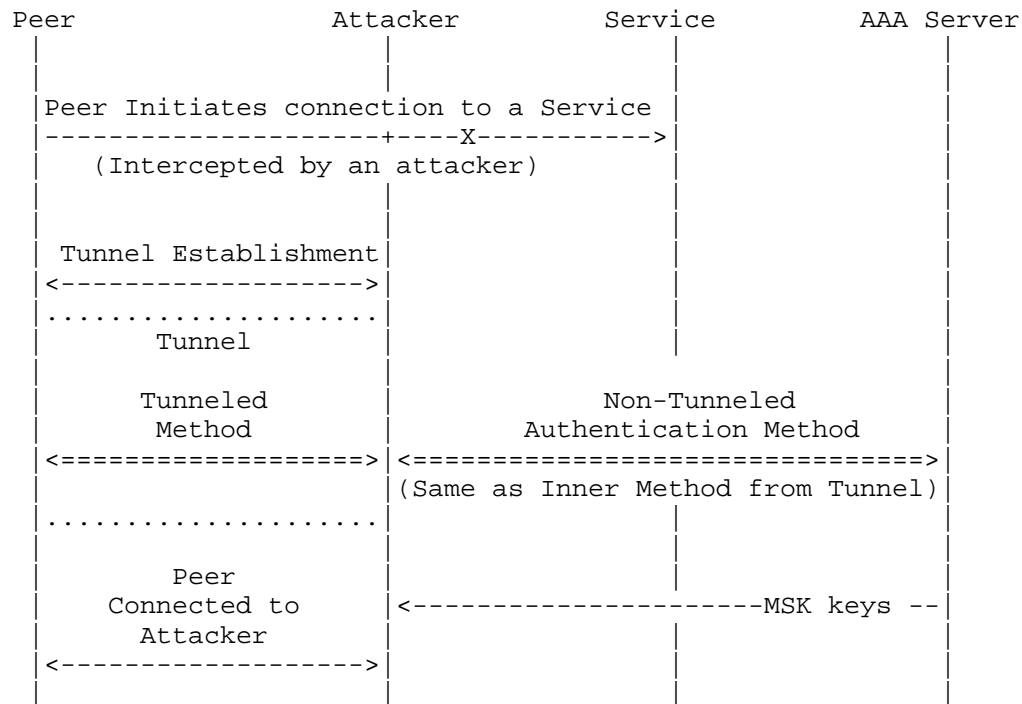 Peer Attacker Service AAA Server
Peer Initiates connection to a Service
---------------------+----X----------->
(Intercepted by an attacker)
Tunnel Establishment
<------------------->
.....................
Tunnel
Tunneled Non-Tunneled
Method Authentication Method
<===================> <================================>
(Same as Inner Method from Tunnel)
.....................
Peer
Connected to <----------------------MSK keys --
Attacker
<------------------->